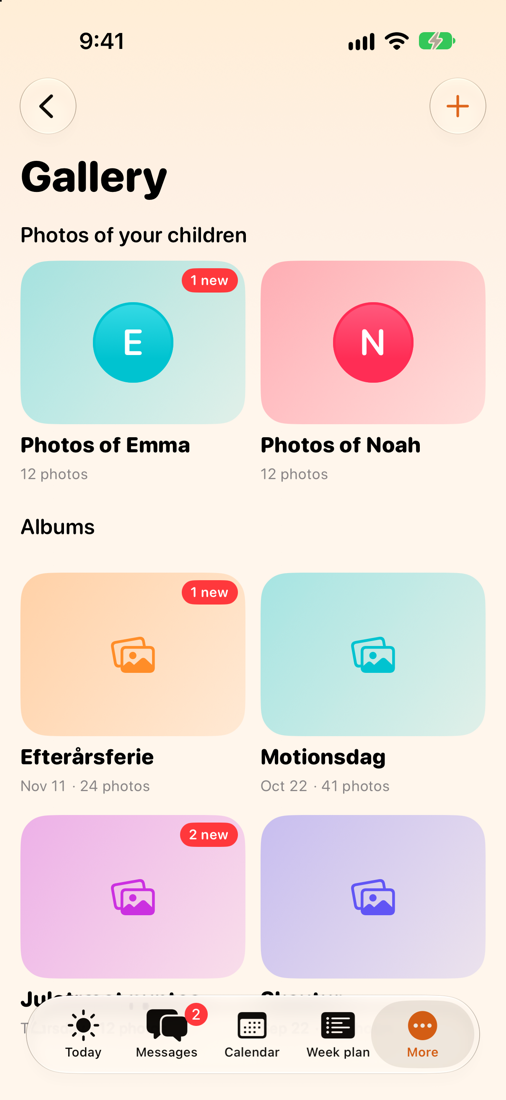 9:41
Gallery
Photos of your children
1 new
E
N
Photos of Emma
Photos of Noah
12 photos
12 photos
Albums
1 new
Efterårsferie
Motionsdag
Nov 11 · 24 photos
Oct 22 · 41 photos
2 new
2
Today
Messages
Calendar
Week plan
More